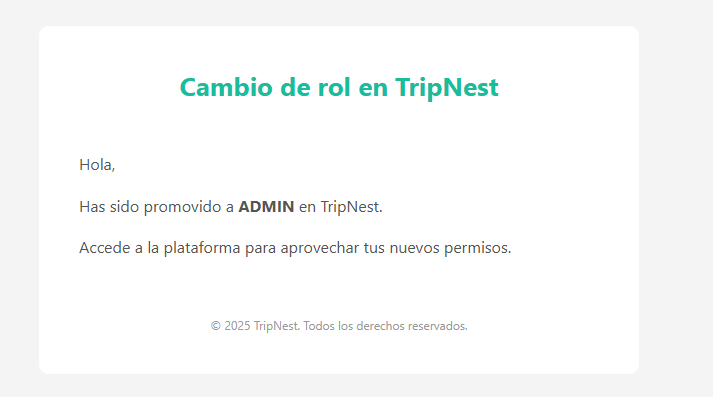 Cambio de rol en TripNest
Hola,
Has sido promovido a ADMIN en TripNest.
Accede a la plataforma para aprovechar tus nuevos permisos.
© 2025 TripNest. Todos los derechos reservados.